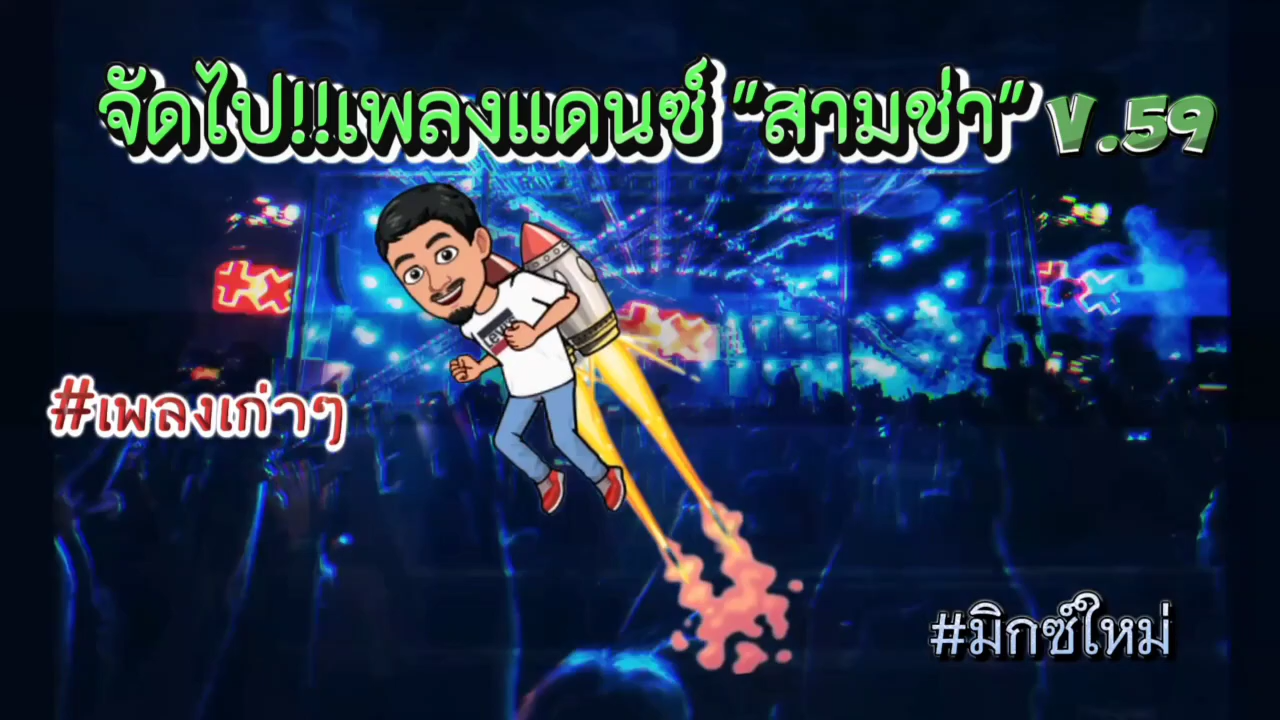 จัดไป!!เพลงแดนซ์ "สามช่า" V.59
#เพลงเก่าๆ
#มิกซ์ใหม่